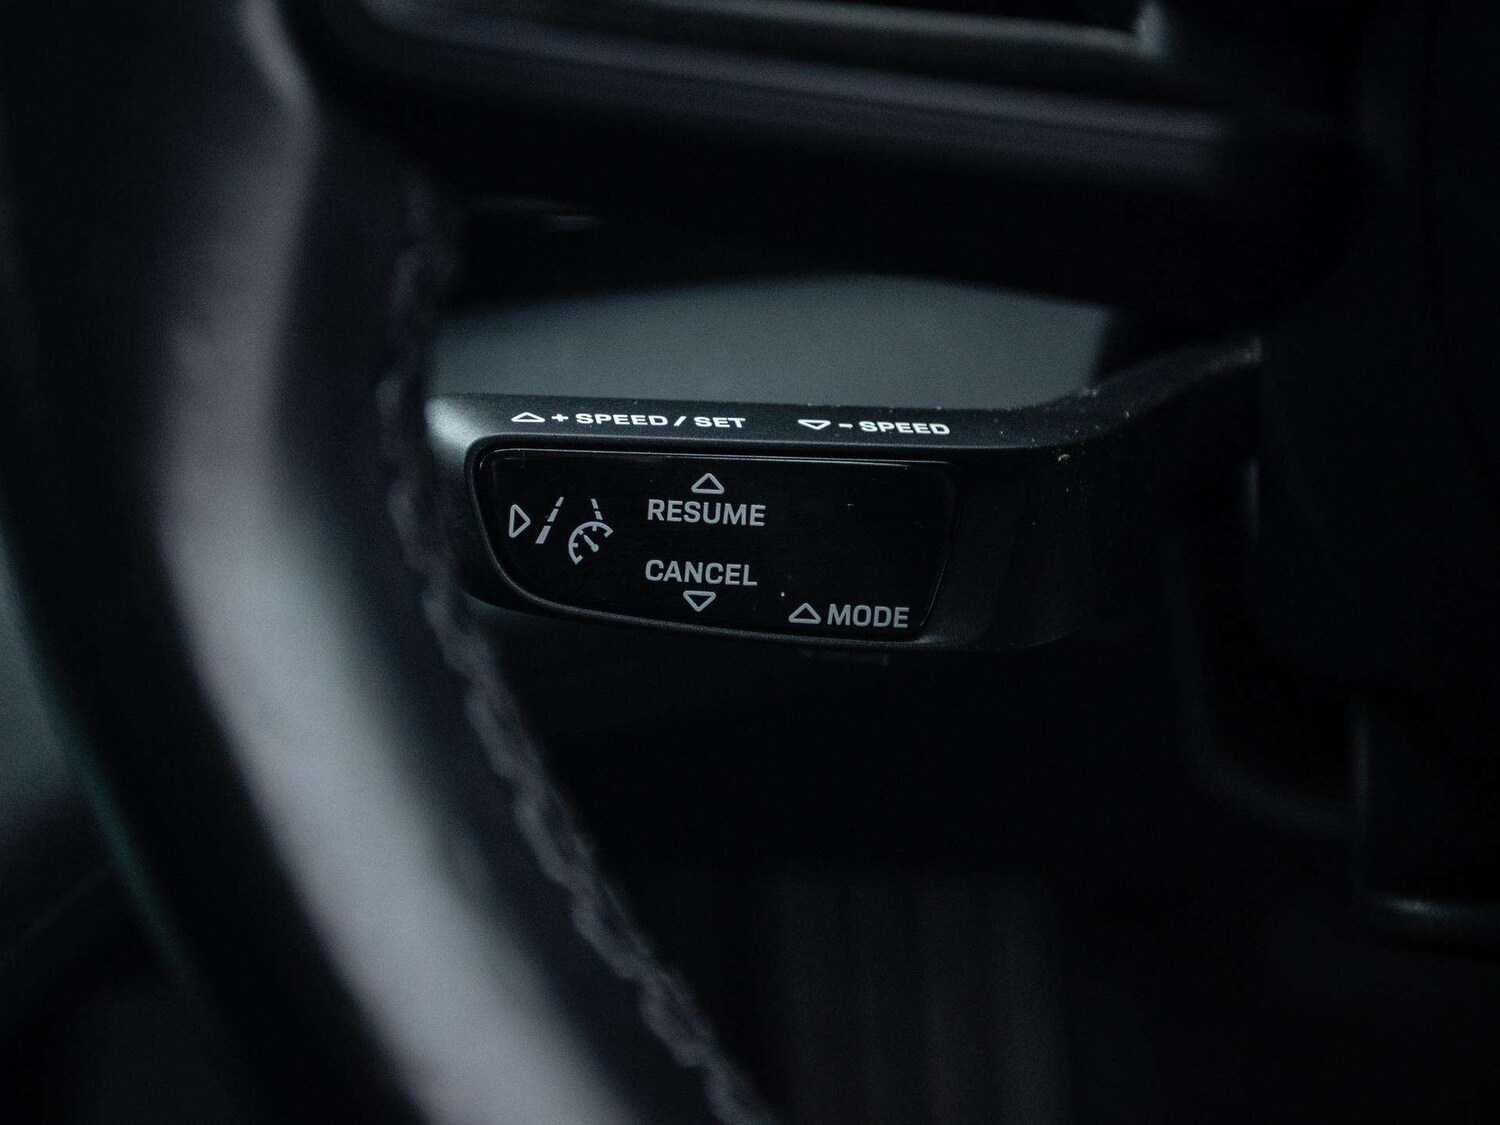 + SPEED / SET
− SPEED
RESUME
CANCEL
MODE